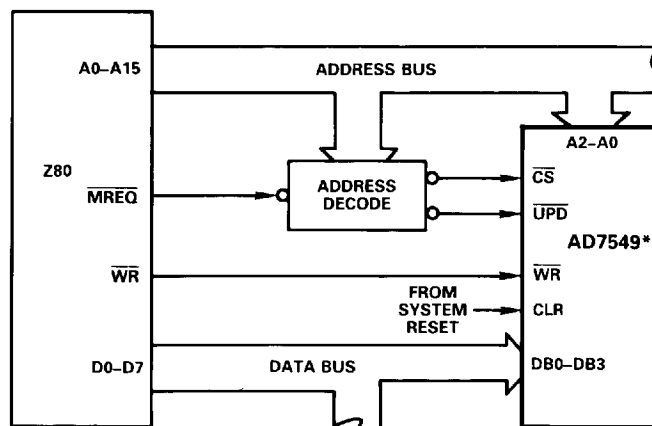 A0–A15
ADDRESS BUS
A2–A0
Z80
MREQ
ADDRESS
DECODE
CS
UPD
AD7549*
WR
WR
FROM
SYSTEM
RESET
CLR
D0–D7
DATA BUS
DB0–DB3